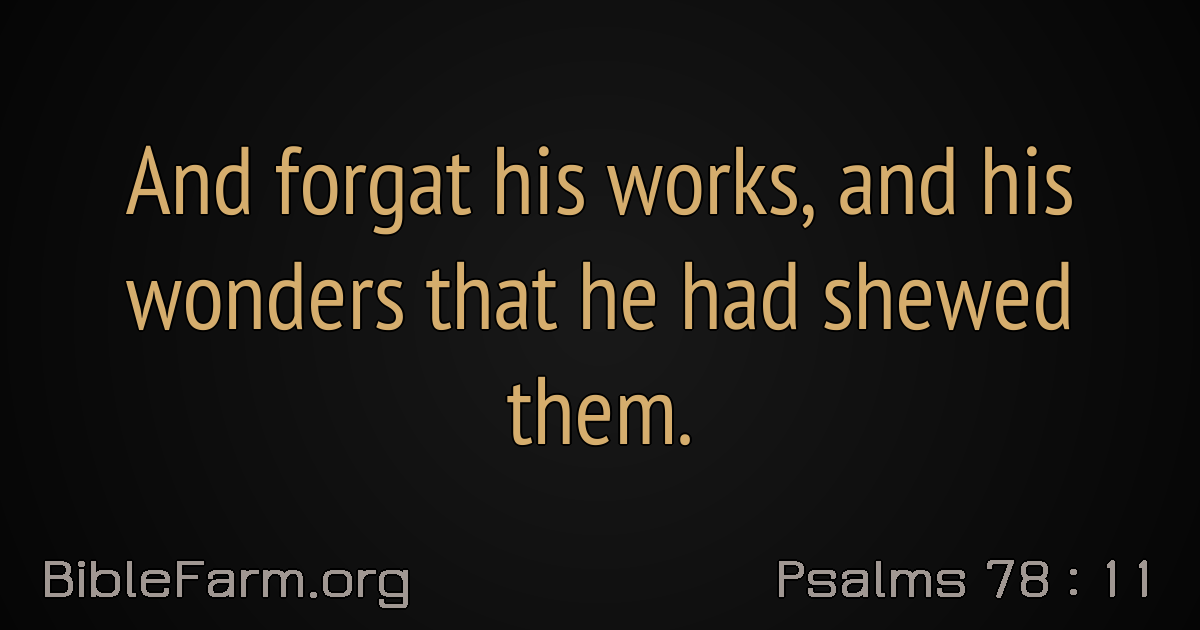 And forgat his works, and his
wonders that he had shewed
them.
BibleFarm.org
Psalms 78 : 11